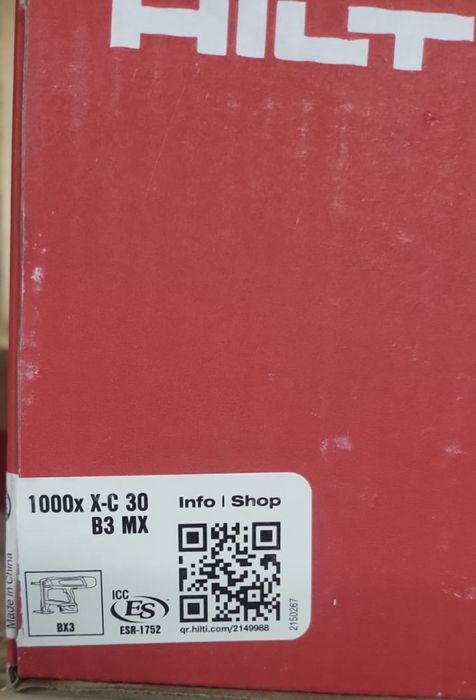 HILT
1000x X-C 30
B3 MX
Info | Shop
BX3
ICC
ES
ESR-1752
qr.hilti.com/2149988
2150267
Made in China